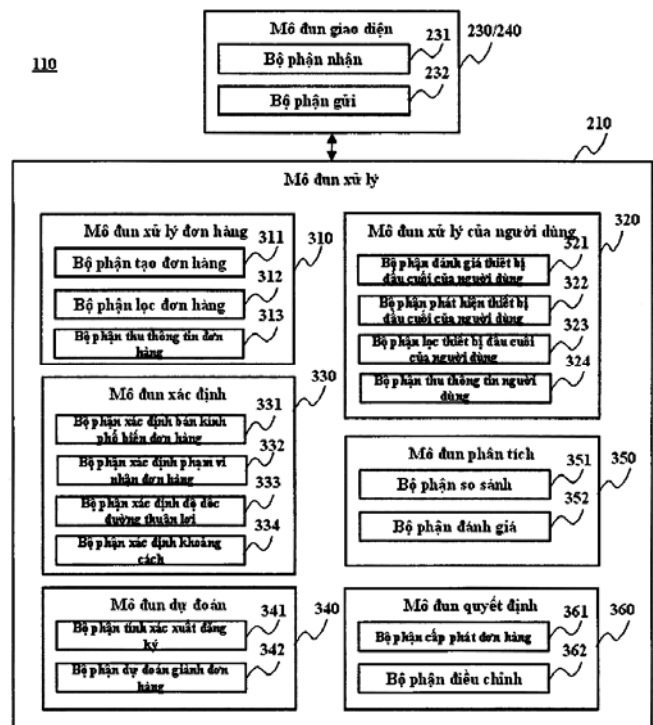 110
Mô đun giao diện
231
230/240
Bộ phận nhận
232
Bộ phận gửi
210
Mô đun xử lý
Mô đun xử lý đơn hàng
311
310
Bộ phận tạo đơn hàng
312
Bộ phận lọc đơn hàng
313
Bộ phận thu thông tin đơn
hàng
Mô đun xử lý của người dùng
321
320
Bộ phận đánh giá thiết bị
đầu cuối của người dùng
322
Bộ phận phát hiện thiết bị
đầu cuối của người dùng
323
Bộ phận lọc thiết bị đầu cuối
của người dùng
324
Bộ phận thu thông tin người
dùng
Mô đun xác định
330
331
Bộ phận xác định bán kính
phổ biến đơn hàng
332
Bộ phận xác định phạm vi
nhận đơn hàng
333
Bộ phận xác định độ dốc
đường thuận lợi
334
Bộ phận xác định khoảng
cách
Mô đun phân tích
351
350
Bộ phận so sánh
352
Bộ phận đánh giá
Mô đun dự đoán
341
340
Bộ phận tính xác xuất đăng
ký
342
Bộ phận dự đoán giành đơn
hàng
Mô đun quyết định
361
360
Bộ phận cấp phát đơn hàng
362
Bộ phận điều chỉnh